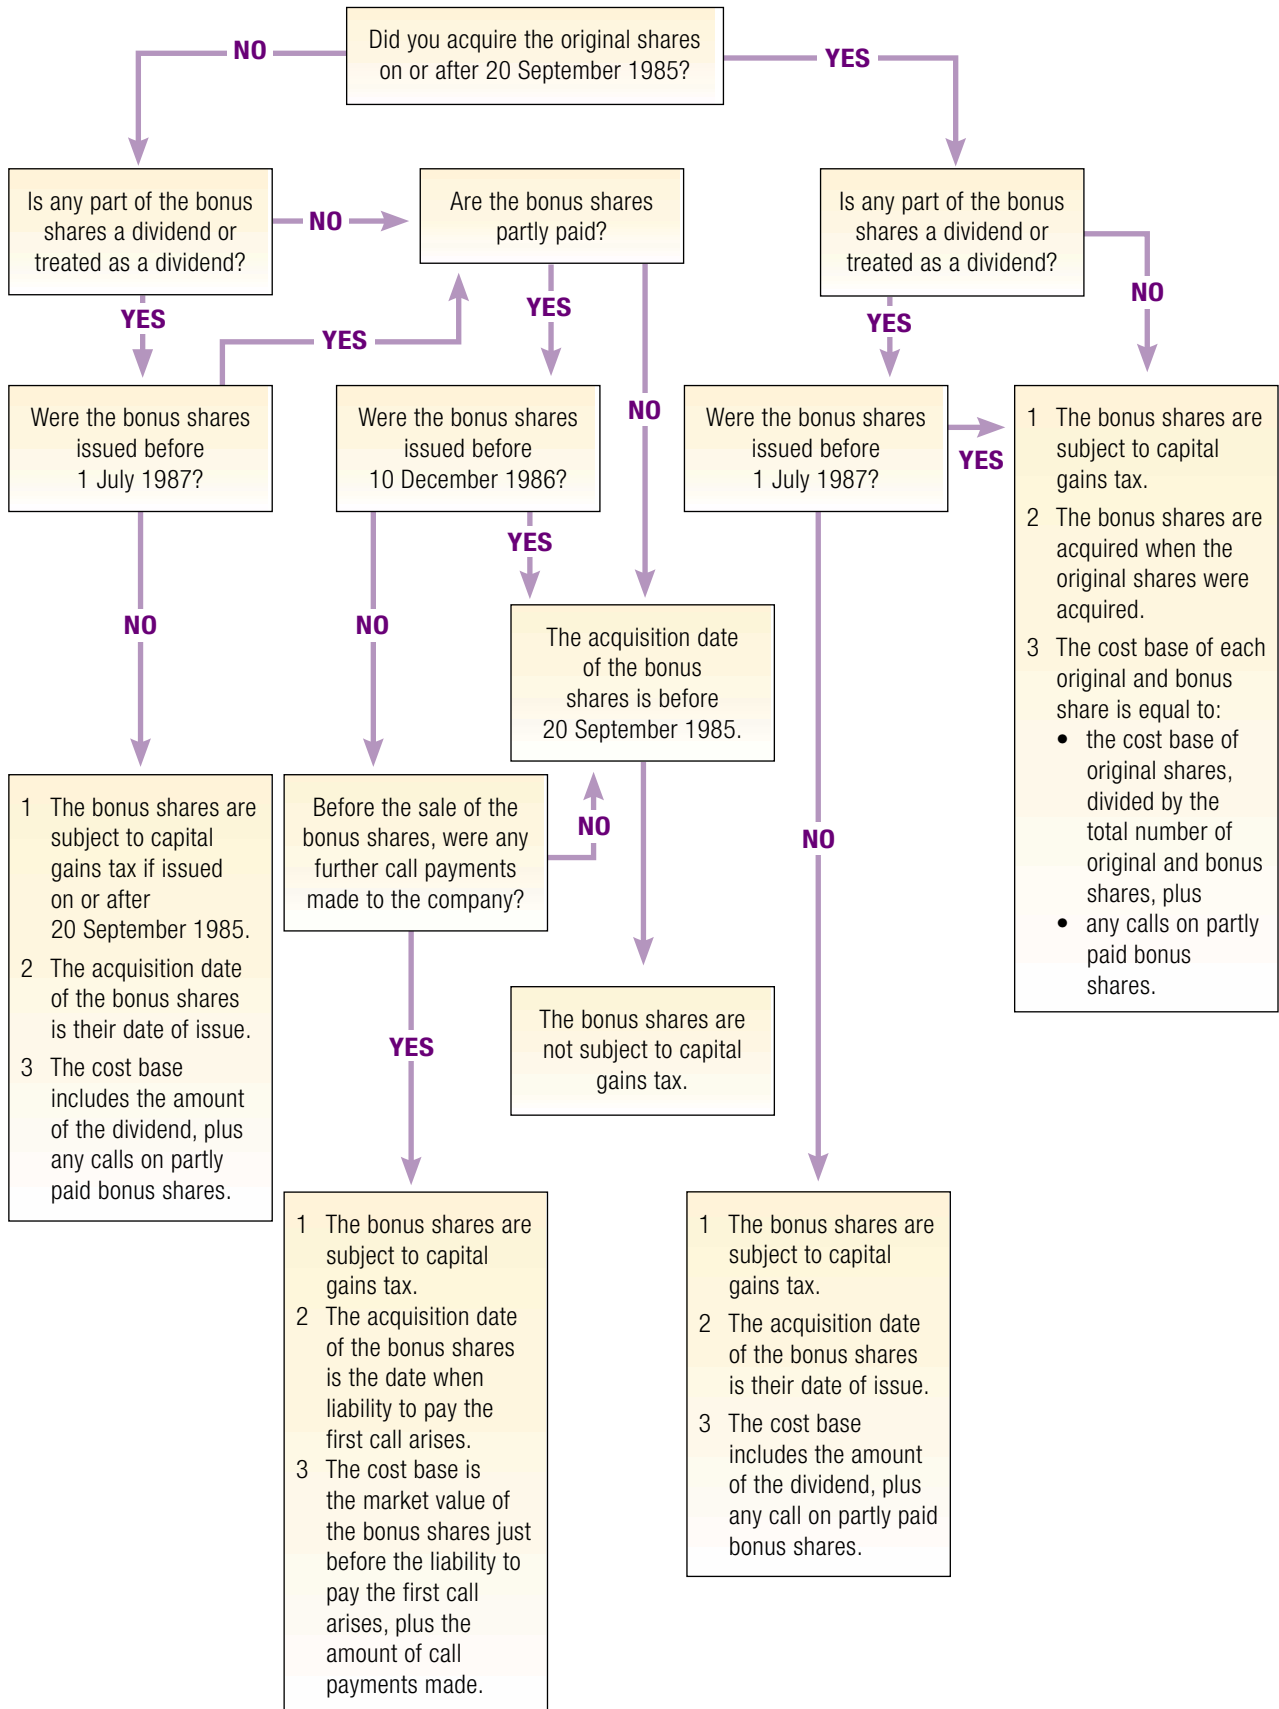 Did you acquire the original shares
on or after 20 September 1985?
NO
YES
Is any part of the bonus
shares a dividend or
treated as a dividend?
NO
Are the bonus shares
partly paid?
Is any part of the bonus
shares a dividend or
treated as a dividend?
YES
YES
YES
NO
YES
NO
Were the bonus shares
issued before
1 July 1987?
Were the bonus shares
issued before
10 December 1986?
Were the bonus shares
issued before
1 July 1987?
YES
1 The bonus shares are
subject to capital
gains tax.
2 The bonus shares are
acquired when the
original shares were
acquired.
3 The cost base of each
original and bonus
share is equal to:
• the cost base of
original shares,
divided by the
total number of
original and bonus
shares, plus
• any calls on partly
paid bonus
shares.
YES
NO
NO
The acquisition date
of the bonus
shares is before
20 September 1985.
1 The bonus shares are
subject to capital
gains tax if issued
on or after
20 September 1985.
2 The acquisition date
of the bonus shares
is their date of issue.
3 The cost base
includes the amount
of the dividend, plus
any calls on partly
paid bonus shares.
Before the sale of the
bonus shares, were any
further call payments
made to the company?
NO
NO
The bonus shares are
not subject to capital
gains tax.
YES
1 The bonus shares are
subject to capital
gains tax.
2 The acquisition date
of the bonus shares
is the date when
liability to pay the
first call arises.
3 The cost base is
the market value of
the bonus shares just
before the liability to
pay the first call
arises, plus the
amount of call
payments made.
1 The bonus shares are
subject to capital
gains tax.
2 The acquisition date
of the bonus shares
is their date of issue.
3 The cost base
includes the amount
of the dividend, plus
any call on partly paid
bonus shares.